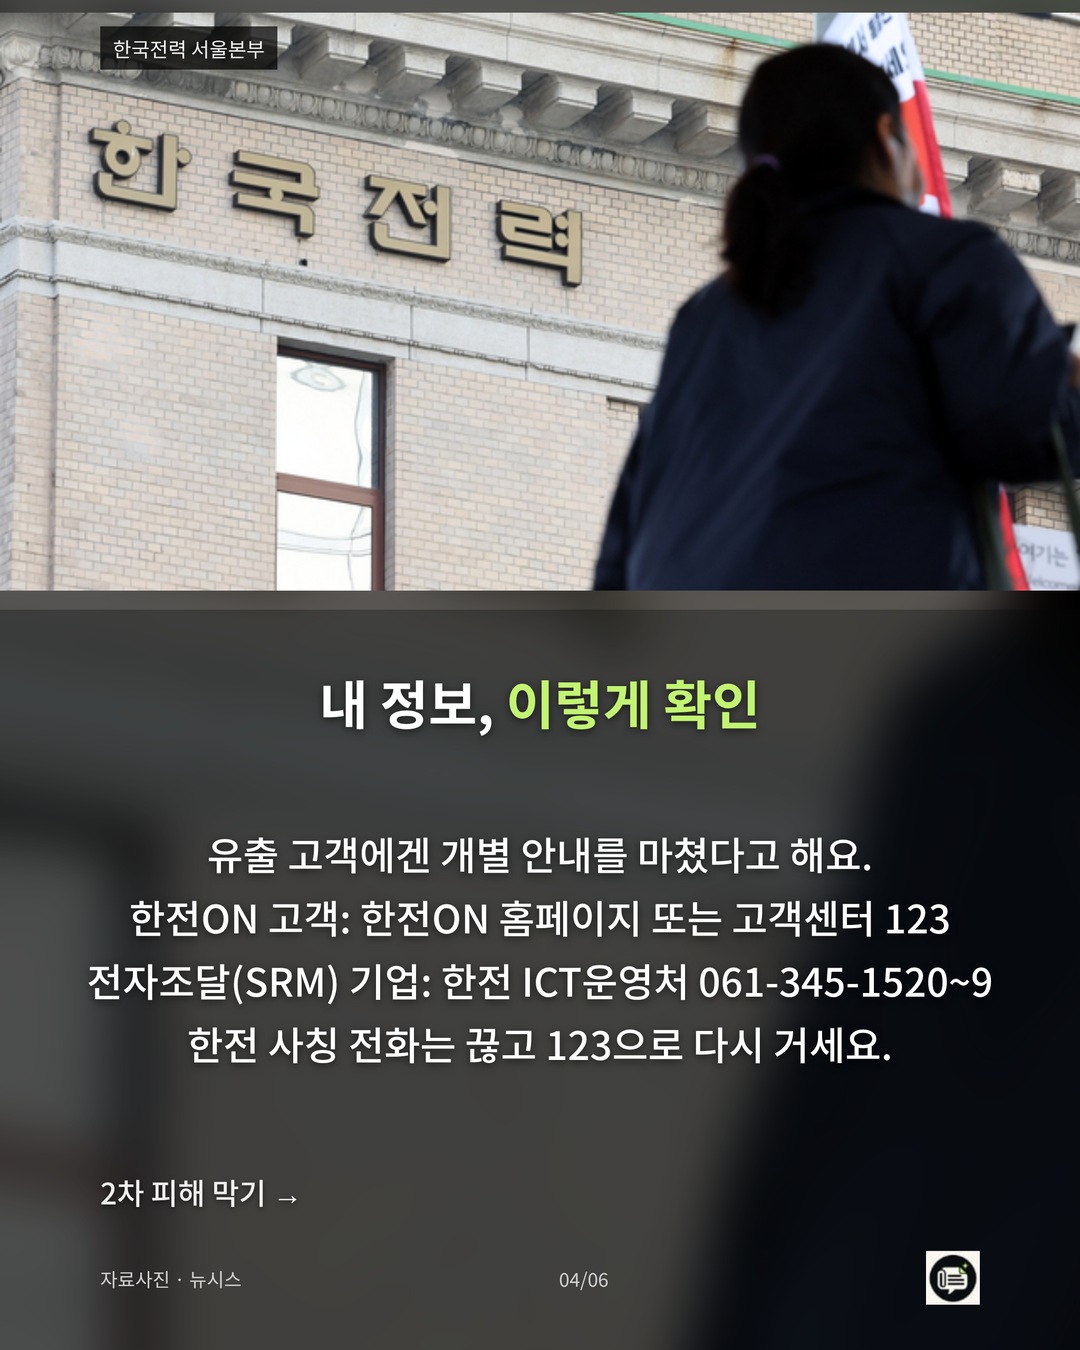 한국전력 서울본부
한국전력
여기는
Welcome
내 정보, 이렇게 확인
유출 고객에겐 개별 안내를 마쳤다고 해요.
한전ON 고객: 한전ON 홈페이지 또는 고객센터 123
전자조달(SRM) 기업: 한전 ICT운영처 061-345-1520~9
한전 사칭 전화는 끊고 123으로 다시 거세요.
2차 피해 막기 →
자료사진 · 뉴시스
04/06